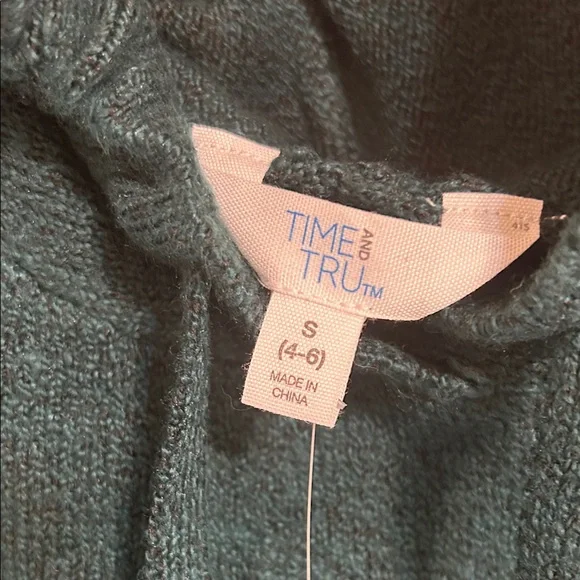 TIME AND
TRU™
S
(4-6)
MADE IN
CHINA